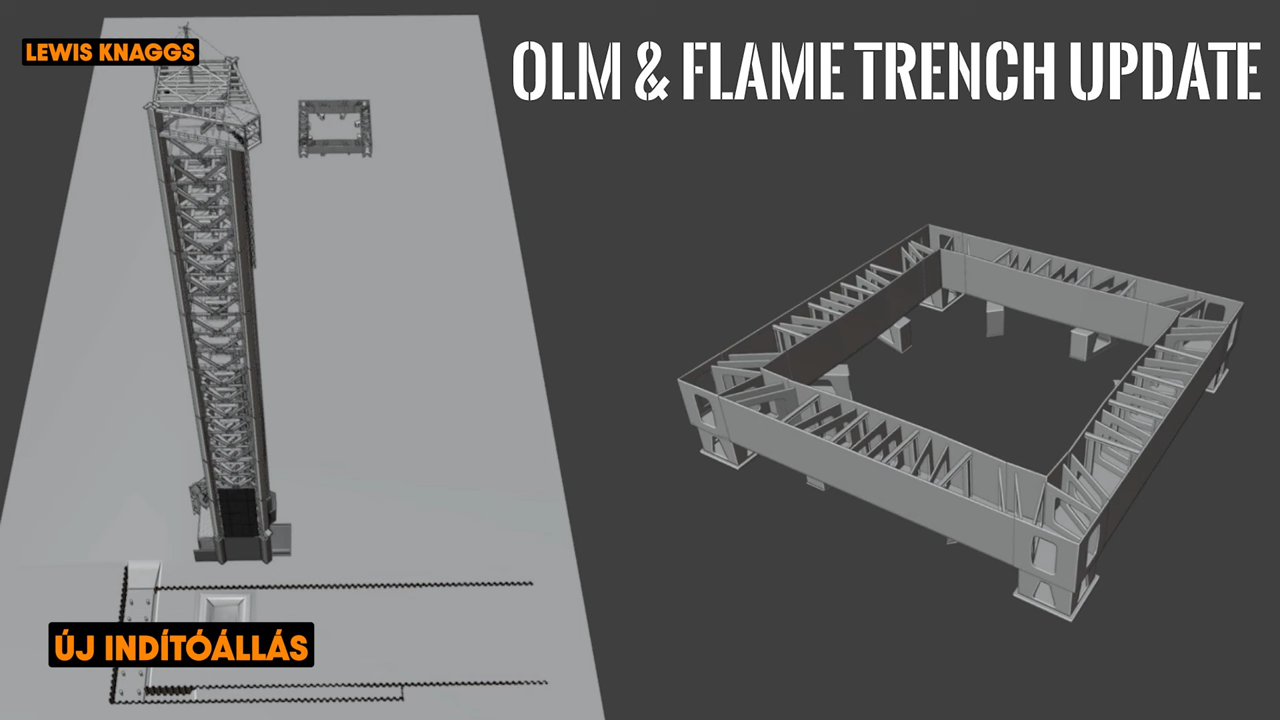 LEWIS KNAGGS
OLM & FLAME TRENCH UPDATE
ÚJ INDÍTÓÁLLÁS